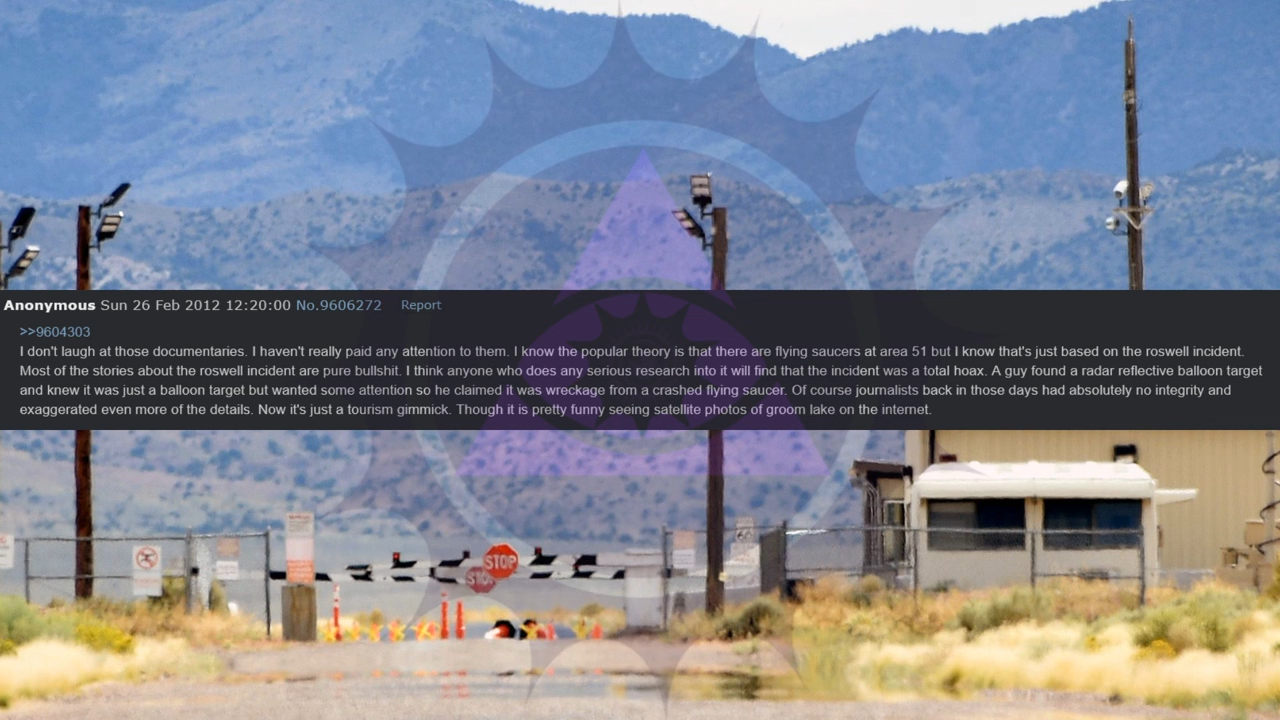 Anonymous Sun 26 Feb 2012 12:20:00 No.9606272 Report
>>9604303
I don't laugh at those documentaries. I haven't really paid any attention to them. I know the popular theory is that there are flying saucers at area 51 but I know that's just based on the roswell incident.
Most of the stories about the roswell incident are pure bullshit. I think anyone who does any serious research into it will find that the incident was a total hoax. A guy found a radar reflective balloon target
and knew it was just a balloon target but wanted some attention so he claimed it was wreckage from a crashed flying saucer. Of course journalists back in those days had absolutely no integrity and
exaggerated even more of the details. Now it's just a tourism gimmick. Though it is pretty funny seeing satellite photos of groom lake on the internet.
STOP
STOP